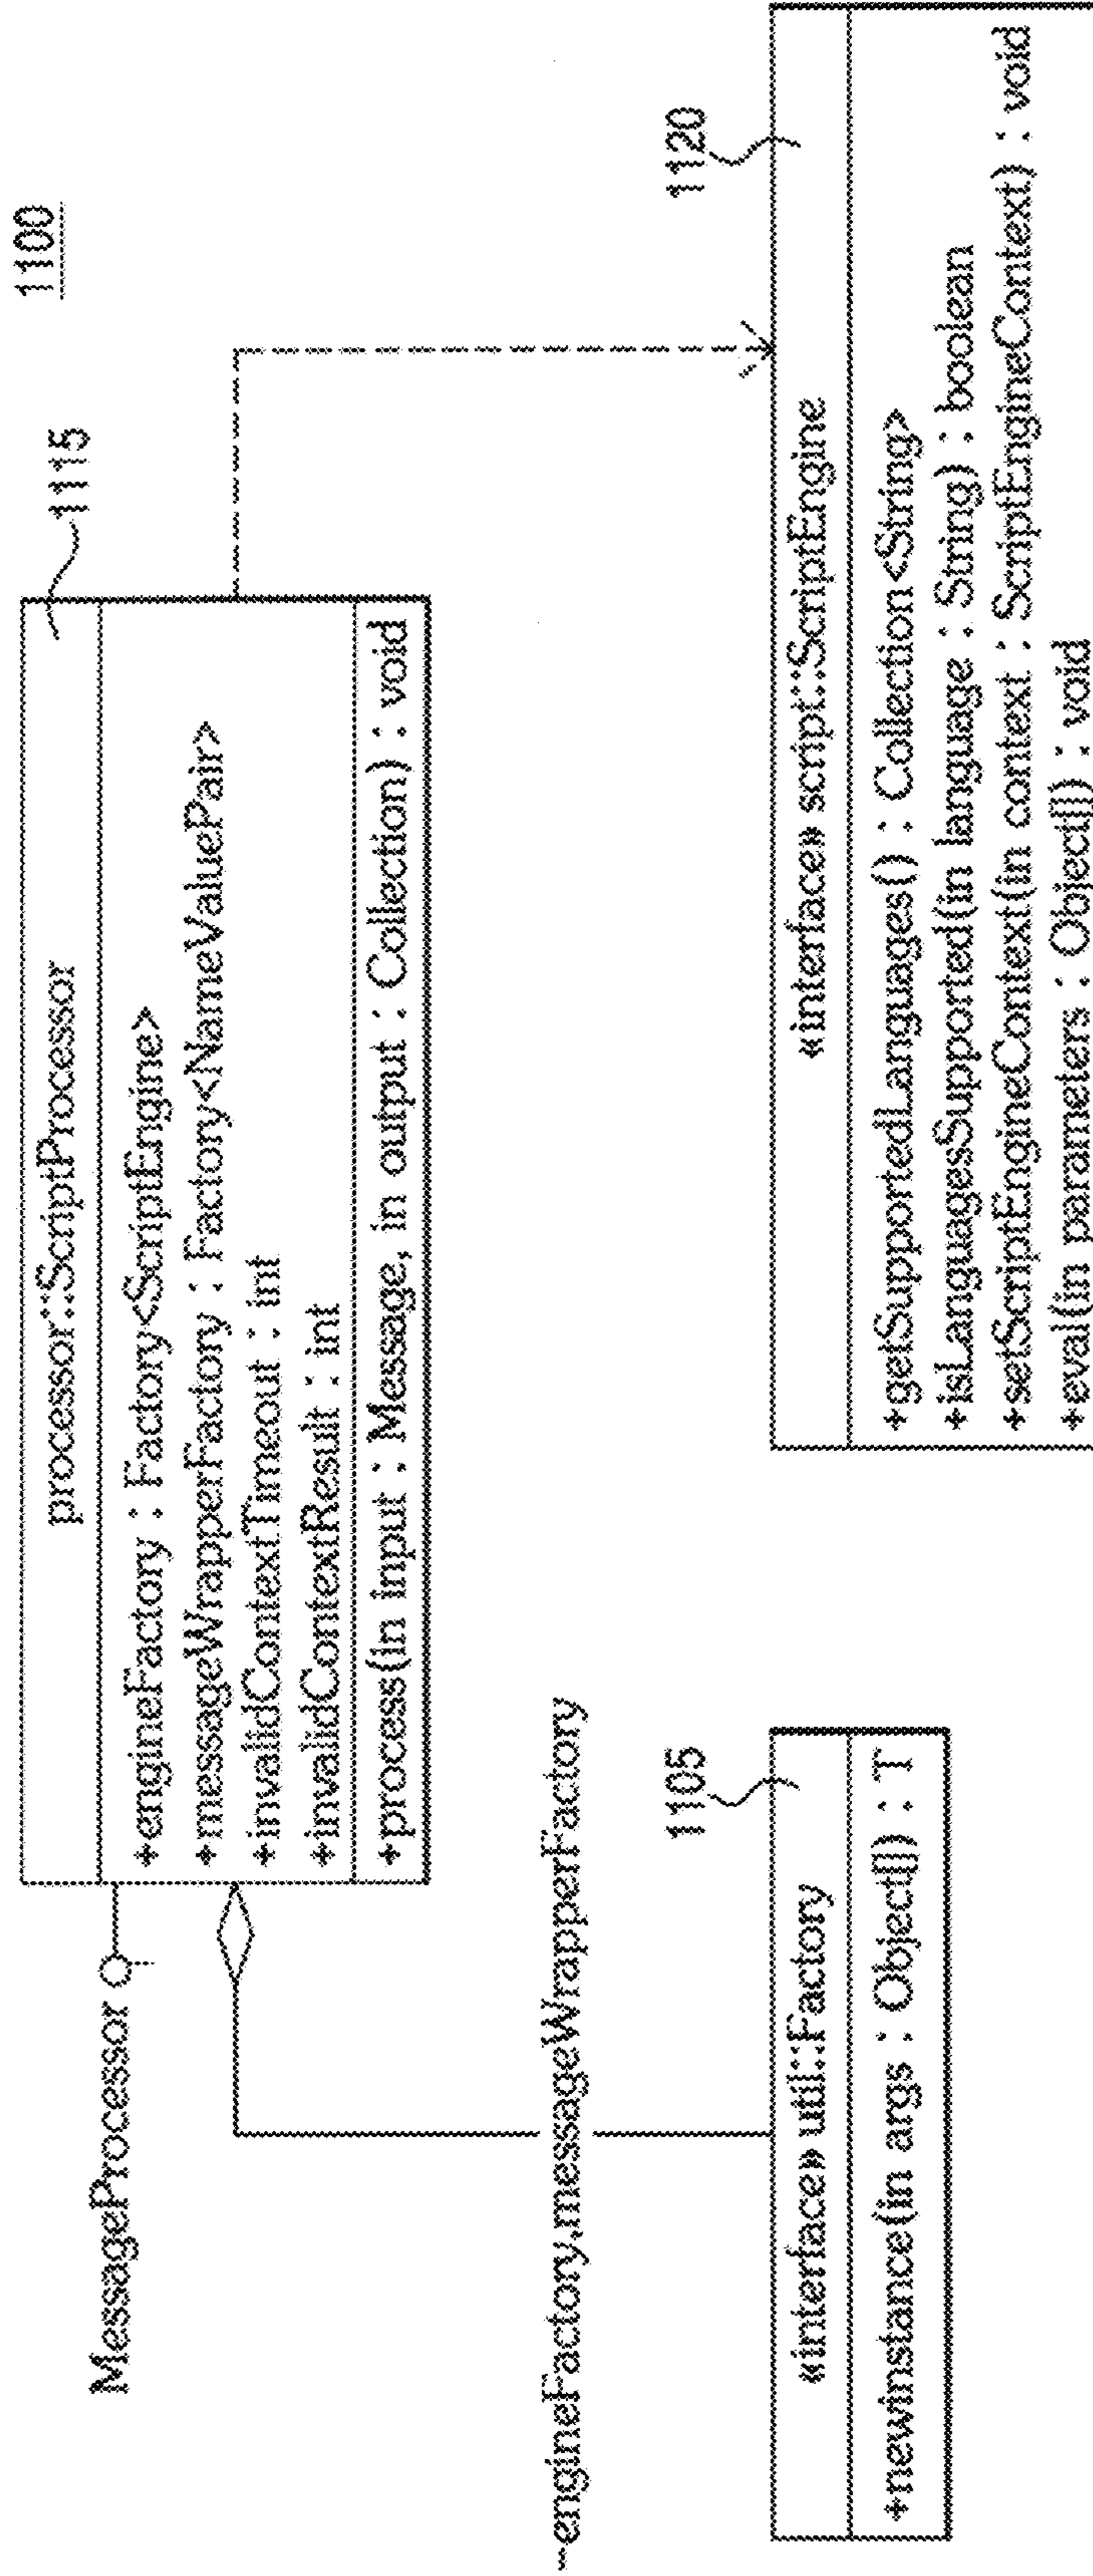 1100
MessageProcessor
1115
processor::ScriptProcessor
+engineFactory : Factory<ScriptEngine>
+messageWrapperFactory : Factory<NameValuePair>
+invalidContextTimeout : int
+invalidContextResult : int
+process(in input : Message, in output : Collection) : void
~engineFactory,messageWrapperFactory
1105
«interface» util::Factory
+newinstance(in args : Object[]) : T
1120
«interface» script::ScriptEngine
+getSupportedLanguages() : Collection<String>
+isLanguagesSupported(in language : String) : boolean
+setScriptEngineContext(in context : ScriptEngineContext) : void
+eval(in parameters : Object[]) : void